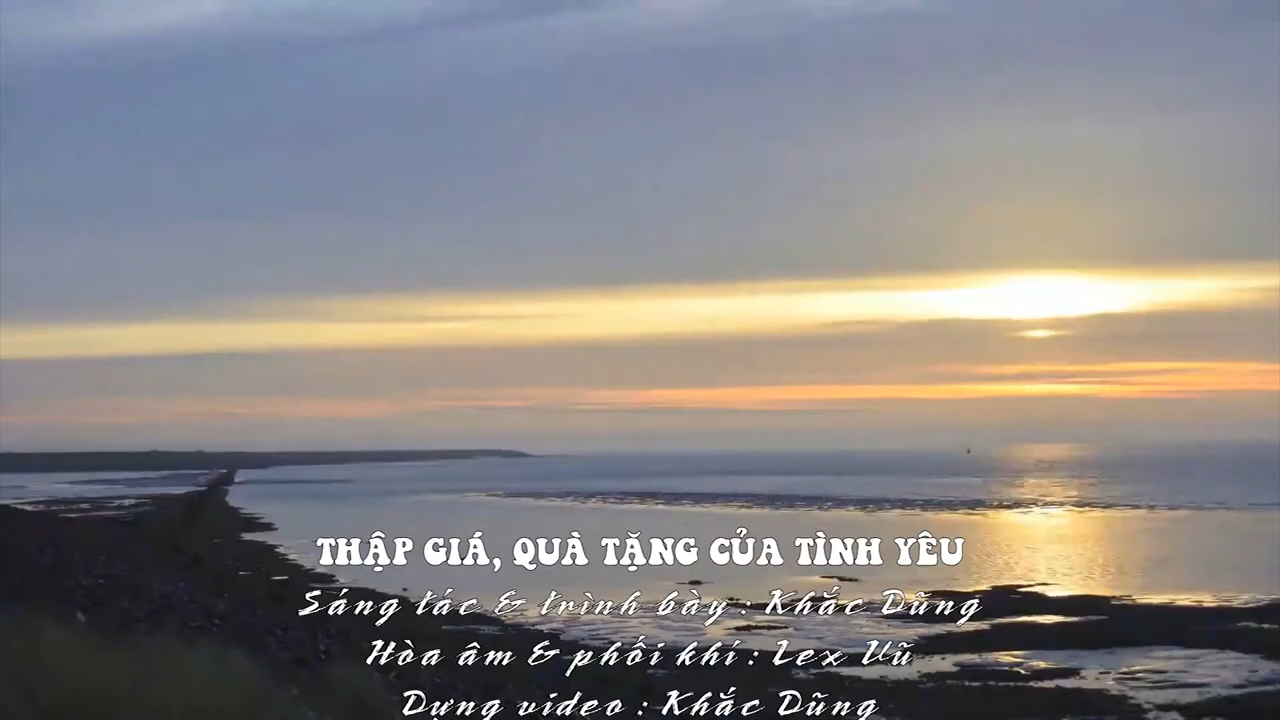 THẬP GIÁ, QUÀ TẶNG CỦA TÌNH YÊU
Sáng tác & trình bày : Khắc Dũng
Hòa âm & phối khí : Lex Vũ
Dựng video : Khắc Dũng